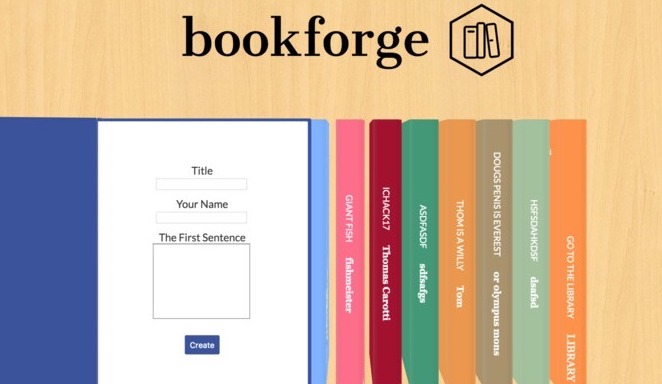 bookforge
Title
Your Name
The First Sentence
Create
GIANT FISH fishmeister
ICHACK17 Thomas Carotti
ASDFASDF sdfsafgs
THOM IS A WILLY Tom
DOUGS PENIS IS EVEREST or olympus mons
HSFSDAHKDSF dsafsd
GO TO THE LIBRARY LIBRARY